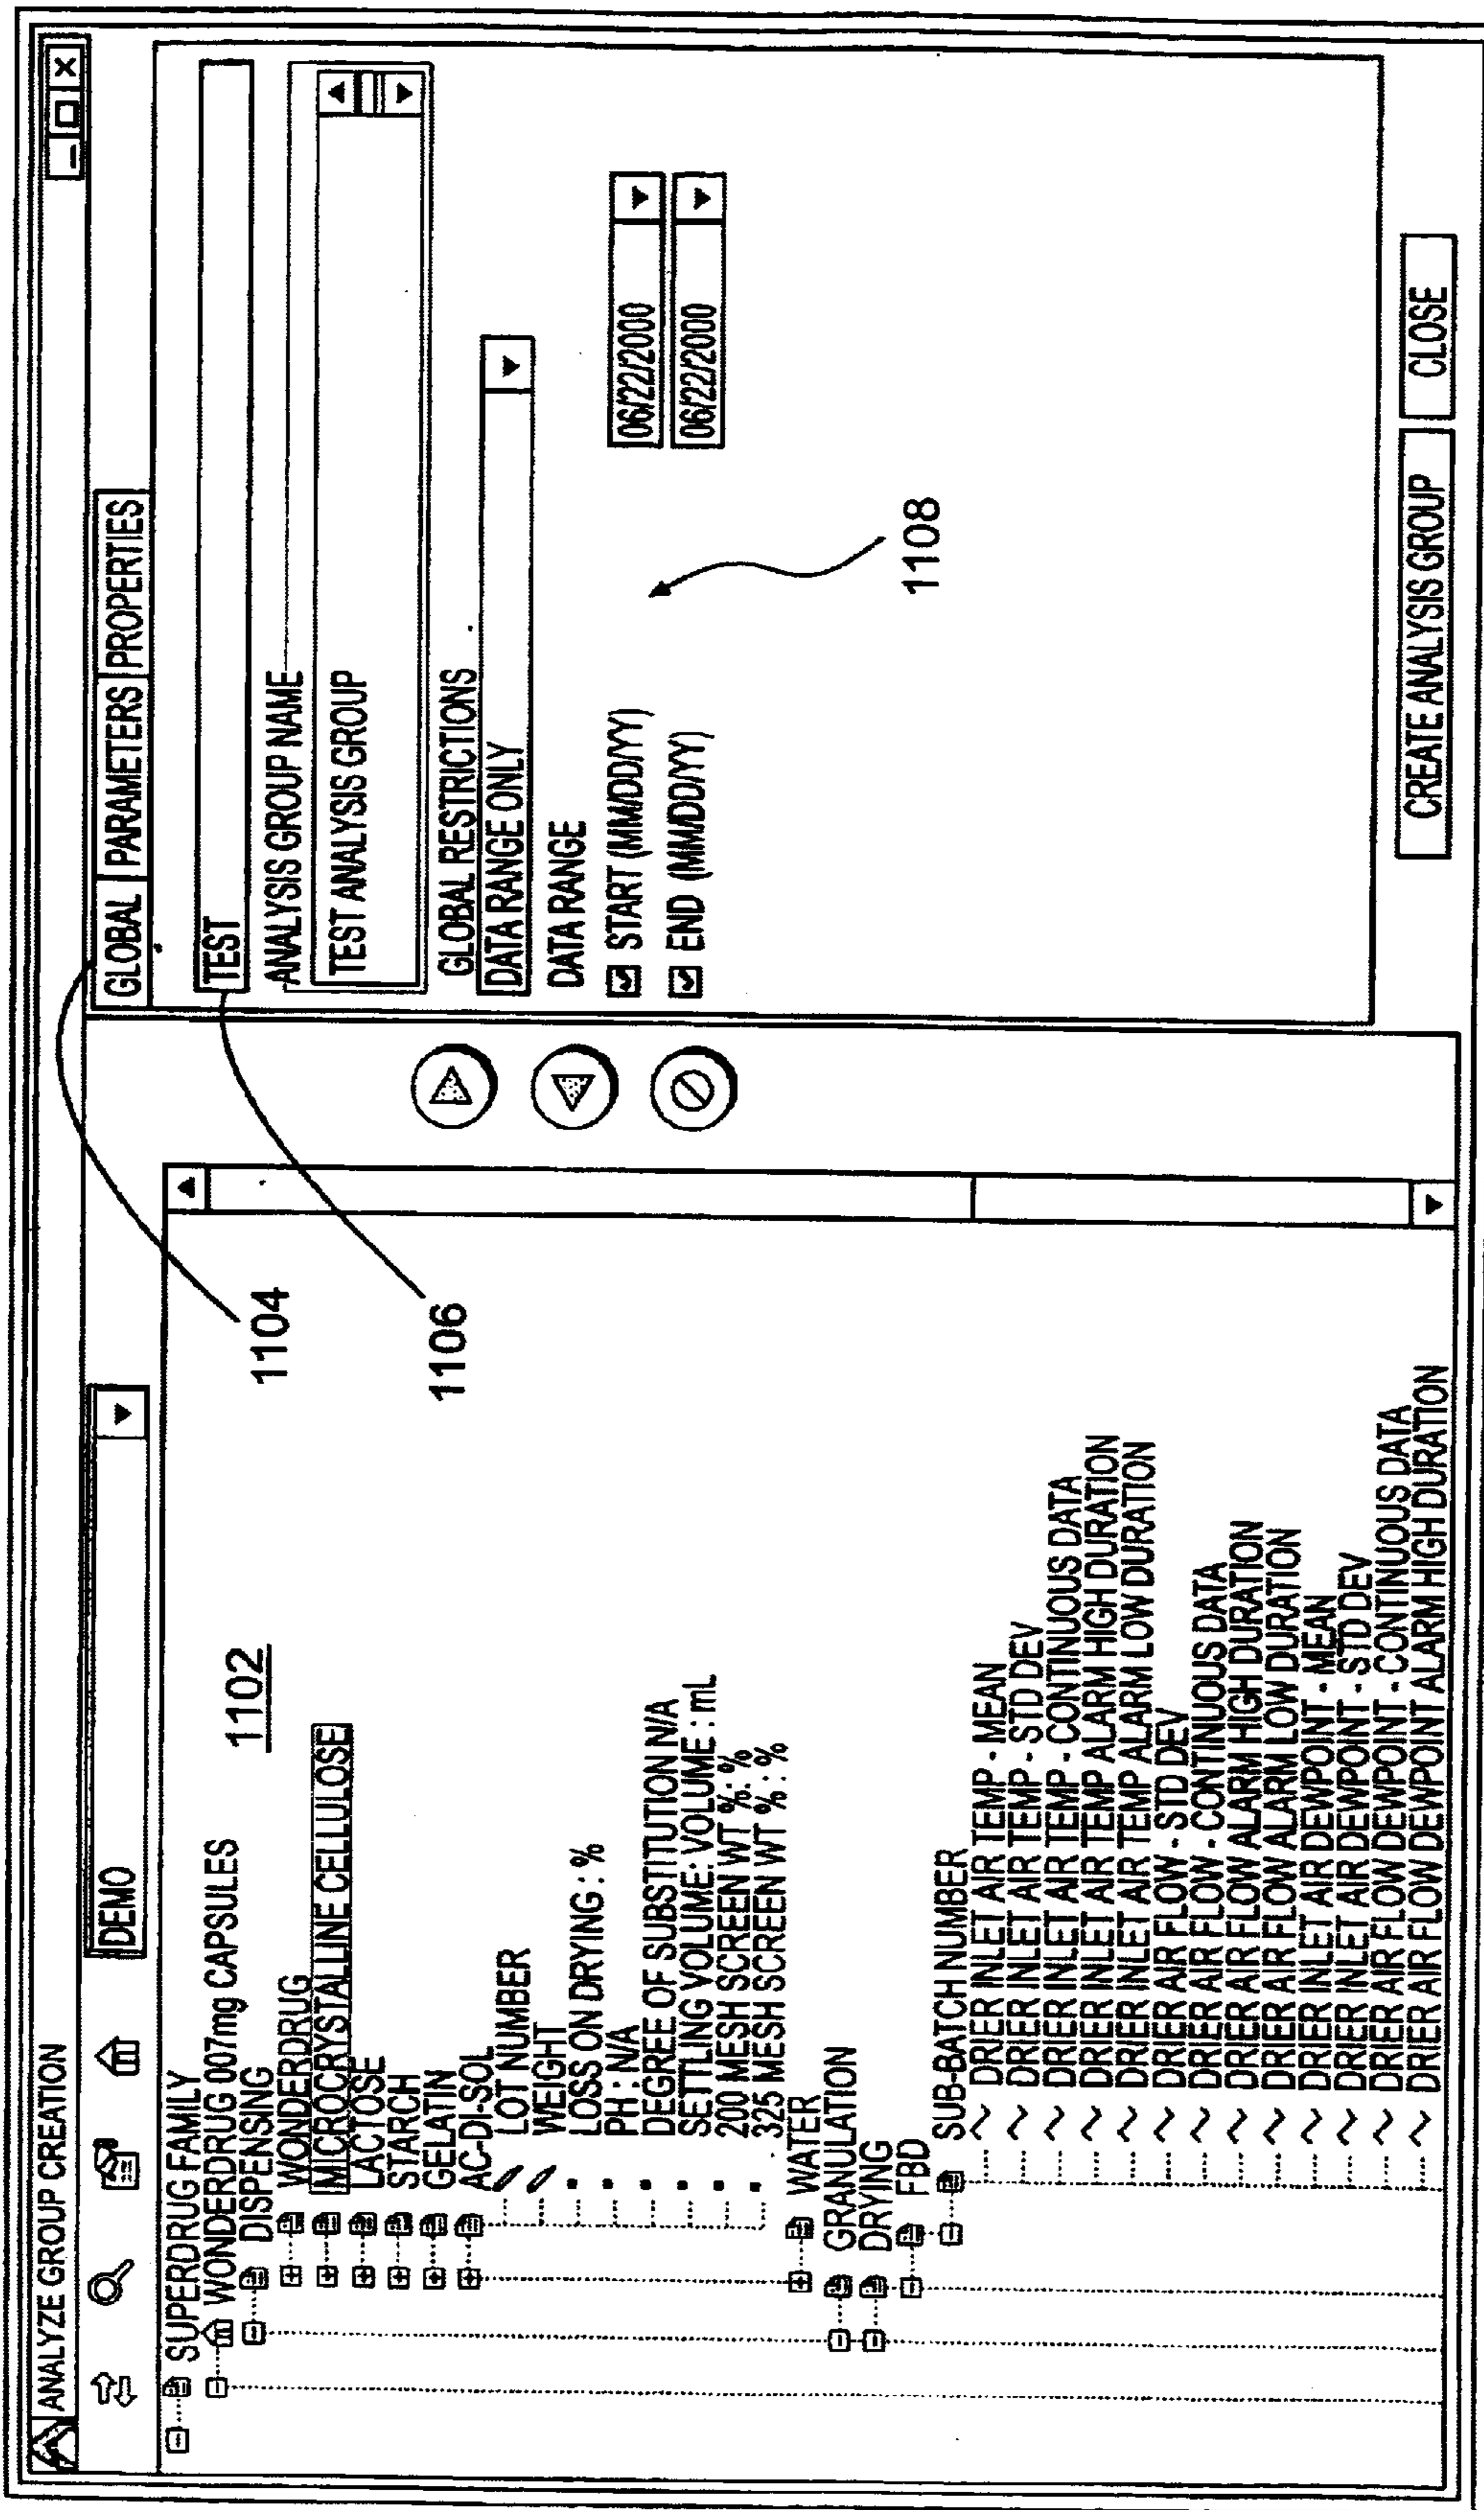 ANALYZE GROUP CREATION
DEMO
1102
SUPERDRUG FAMILY
WONDERDRUG 007mg CAPSULES
DISPENSING
WONDERDRUG
MICROCRYSTALLINE CELLULOSE
LACTOSE
STARCH
GELATIN
AC-DI-SOL
LOT NUMBER
WEIGHT
LOSS ON DRYING : %
PH : N/A
DEGREE OF SUBSTITUTION N/A
SETTLING VOLUME: VOLUME : mL
200 MESH SCREEN WT %: %
325 MESH SCREEN WT % : %
WATER
GRANULATION
DRYING
FBD
SUB-BATCH NUMBER
DRIER INLET AIR TEMP - MEAN
DRIER INLET AIR TEMP - STD DEV
DRIER INLET AIR TEMP - CONTINUOUS DATA
DRIER INLET AIR TEMP ALARM HIGH DURATION
DRIER INLET AIR TEMP ALARM LOW DURATION
DRIER AIR FLOW - STD DEV
DRIER AIR FLOW - CONTINUOUS DATA
DRIER AIR FLOW ALARM HIGH DURATION
DRIER AIR FLOW ALARM LOW DURATION
DRIER INLET AIR DEWPOINT - MEAN
DRIER INLET AIR DEWPOINT - STD DEV
DRIER AIR FLOW DEWPOINT - CONTINUOUS DATA
DRIER AIR FLOW DEWPOINT ALARM HIGH DURATION
1104
1106
GLOBAL PARAMETERS PROPERTIES
TEST
ANALYSIS GROUP NAME
TEST ANALYSIS GROUP
GLOBAL RESTRICTIONS
DATA RANGE ONLY
DATA RANGE
START (MM/DD/YY) 06/22/2000
END (MM/DD/YY) 06/22/2000
1108
CREATE ANALYSIS GROUP CLOSE